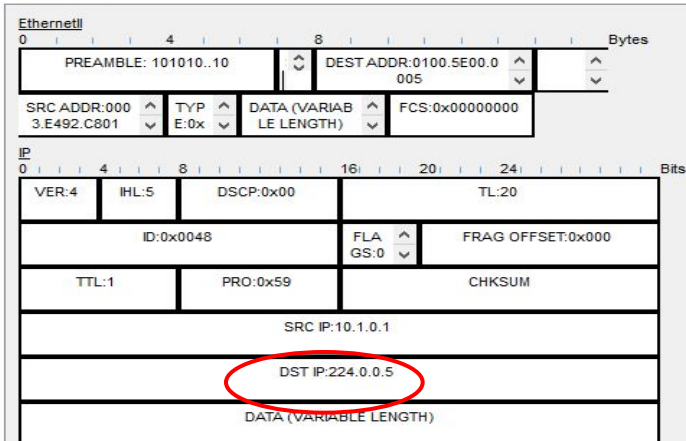 EthernetII
0 4 8 Bytes
PREAMBLE: 101010..10 DEST ADDR:0100.5E00.0
005
SRC ADDR:000 TYP DATA (VARIAB FCS:0x00000000
3.E492.C801 E:0x LE LENGTH)
IP
0 4 8 16 20 24 Bits
VER:4 IHL:5 DSCP:0x00 TL:20
ID:0x0048 FLA FRAG OFFSET:0x000
GS:0
TTL:1 PRO:0x59 CHKSUM
SRC IP:10.1.0.1
DST IP:224.0.0.5
DATA (VARIABLE LENGTH)